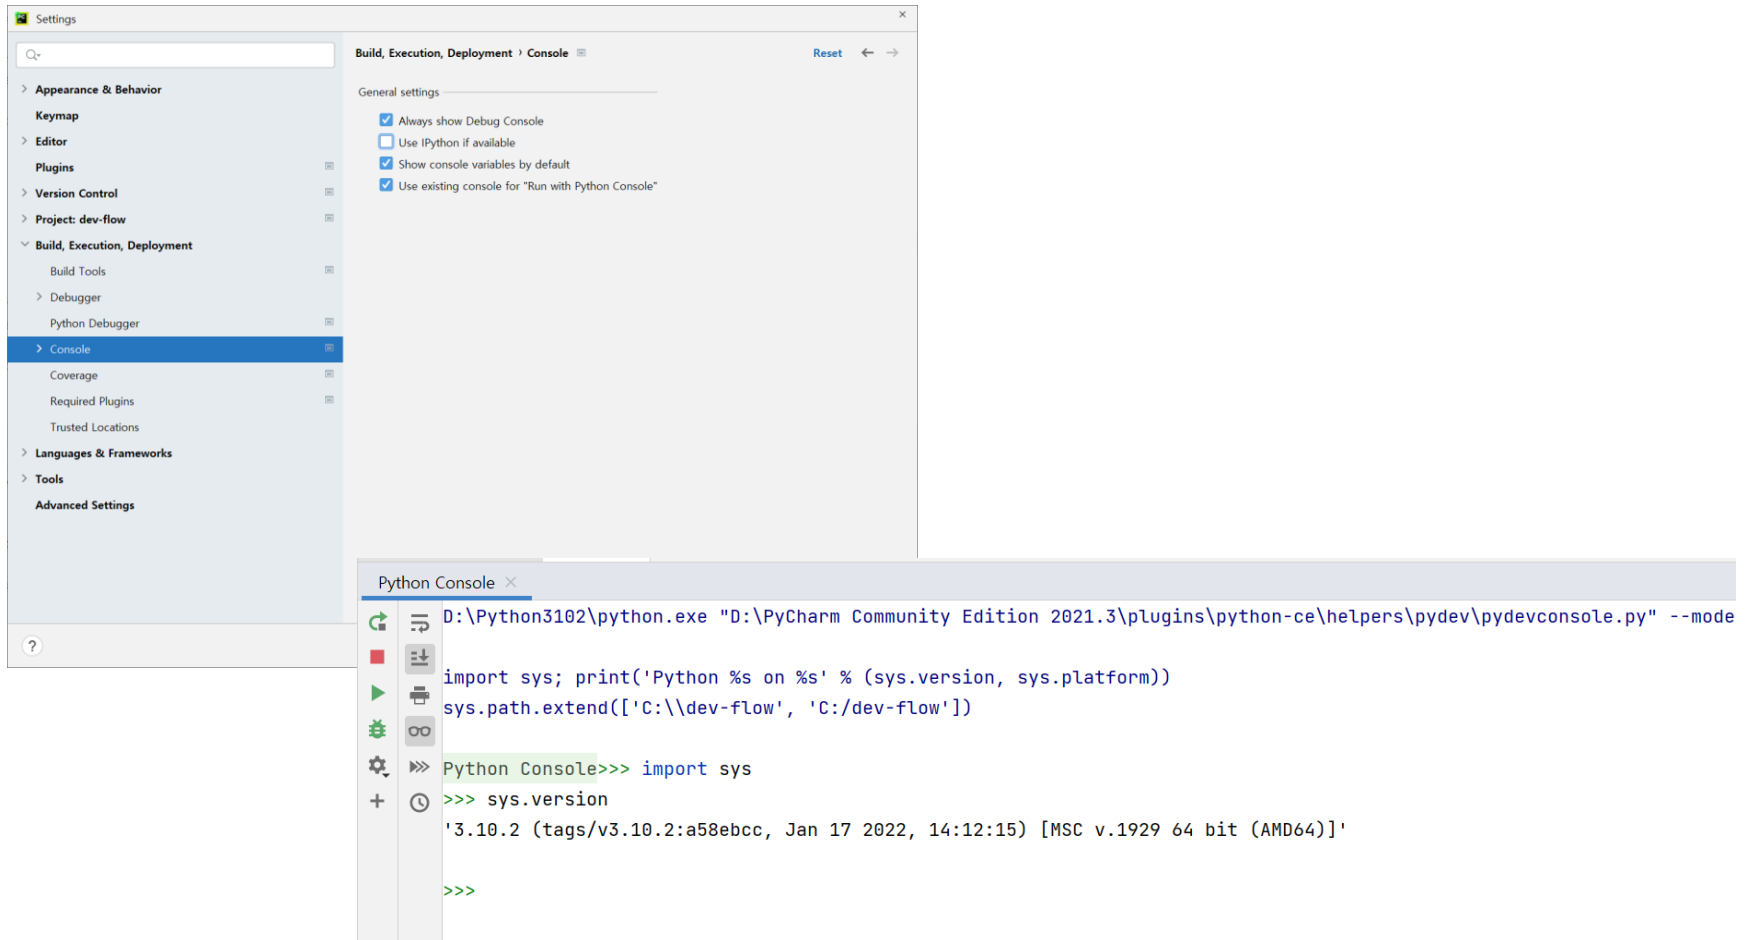 Settings
Appearance & Behavior
Keymap
Editor
Plugins
Version Control
Project: dev-flow
Build, Execution, Deployment
Build Tools
Debugger
Python Debugger
Console
Coverage
Required Plugins
Trusted Locations
Languages & Frameworks
Tools
Advanced Settings
?
Build, Execution, Deployment › Console
Reset
General settings
Always show Debug Console
Use IPython if available
Show console variables by default
Use existing console for "Run with Python Console"
Python Console
D:\Python3102\python.exe "D:\PyCharm Community Edition 2021.3\plugins\python-ce\helpers\pydev\pydevconsole.py" --mode
import sys; print('Python %s on %s' % (sys.version, sys.platform))
sys.path.extend(['C:\\dev-flow', 'C:/dev-flow'])
Python Console>>> import sys
>>> sys.version
'3.10.2 (tags/v3.10.2:a58ebcc, Jan 17 2022, 14:12:15) [MSC v.1929 64 bit (AMD64)]'
>>>